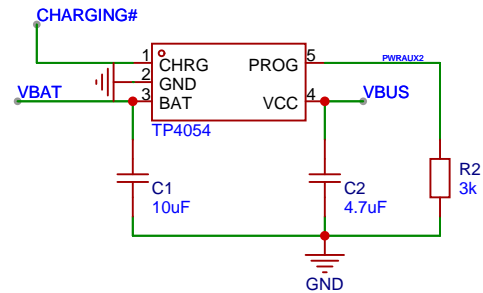 CHARGING#
1 CHRG PROG 5 PWRAUX2
2 GND
VBAT 3 BAT VCC 4 VBUS
TP4054
C1 C2 R2
10uF 4.7uF 3k
GND